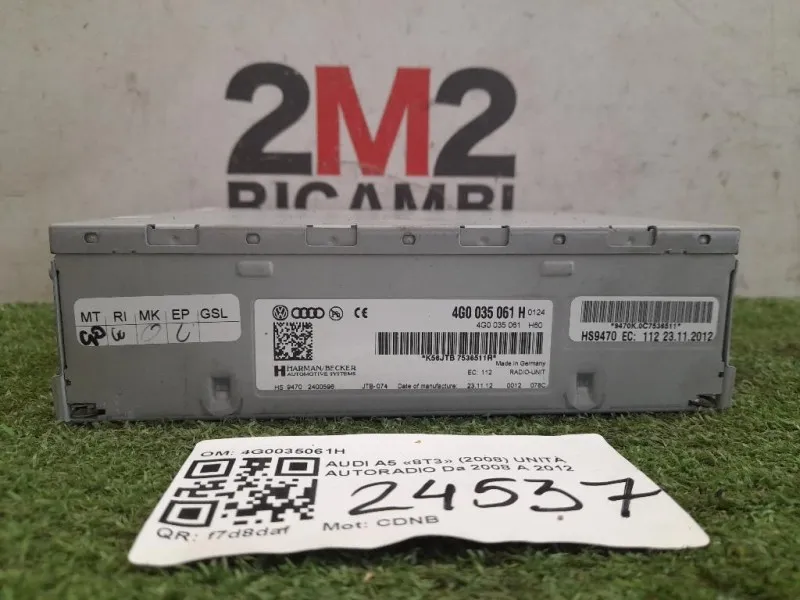 2M2
RICAMBI
MT RI MK EP GSL
CE
4G0 035 061 H 0124
4G0 035 061 H60
*K56JTB 7536511R*
Made in Germany
HARMAN/BECKER
AUTOMOTIVE SYSTEMS
EC: 112 RADIO-UNIT
HS 9470 2400596 JTB-074 Date of manufacture: 23.11.12 0012 078C
*9470K.0C7536511*
HS9470 EC: 112 23.11.2012
OM: 4G0035061H
AUDI A5 «8T3» (2008) UNITÀ
AUTORADIO Da 2008 A 2012
24537
QR: f7d8daf
Mot: CDNB